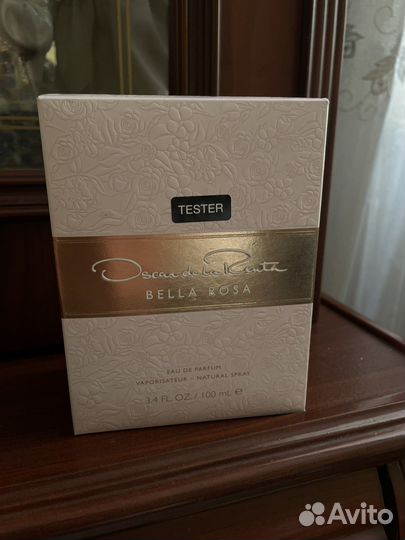 TESTER
Oscar de la Renta
BELLA ROSA
EAU DE PARFUM
VAPORISATEUR – NATURAL SPRAY
3.4 FL.OZ / 100 mL ℮
Avito